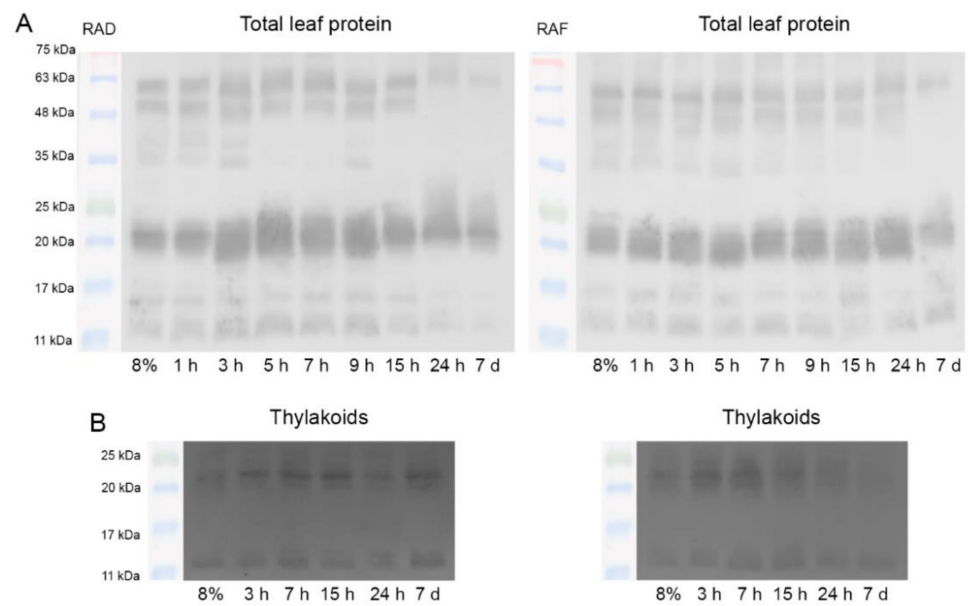 A
RAD
Total leaf protein
75 kDa
63 kDa
48 kDa
35 kDa
25 kDa
20 kDa
17 kDa
11 kDa
8% 1 h 3 h 5 h 7 h 9 h 15 h 24 h 7 d
RAF
Total leaf protein
8% 1 h 3 h 5 h 7 h 9 h 15 h 24 h 7 d
B
Thylakoids
25 kDa
20 kDa
17 kDa
11 kDa
8% 3 h 7 h 15 h 24 h 7 d
Thylakoids
8% 3 h 7 h 15 h 24 h 7 d